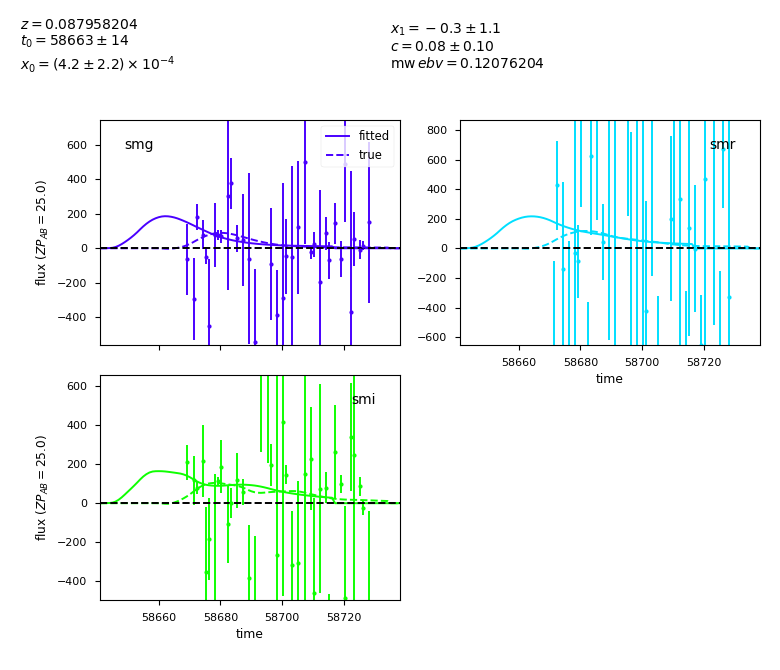 z = 0.087958204
t₀ = 58663 ± 14
x₀ = (4.2 ± 2.2) × 10⁻⁴
x₁ = −0.3 ± 1.1
c = 0.08 ± 0.10
mw ebv = 0.12076204
smg
fitted
true
600
400
200
0
−200
−400
flux (ZP_AB = 25.0)
smr
800
600
400
200
0
−200
−400
−600
58660 58680 58700 58720
time
smi
600
400
200
0
−200
−400
flux (ZP_AB = 25.0)
58660 58680 58700 58720
time